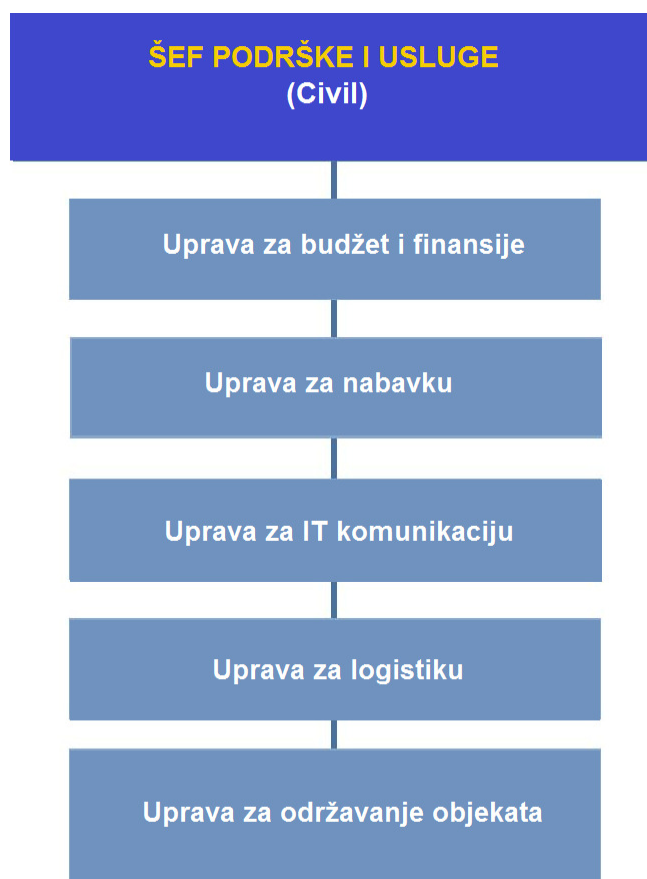 ŠEF PODRŠKE I USLUGE
(Civil)
Uprava za budžet i finansije
Uprava za nabavku
Uprava za IT komunikaciju
Uprava za logistiku
Uprava za održavanje objekata